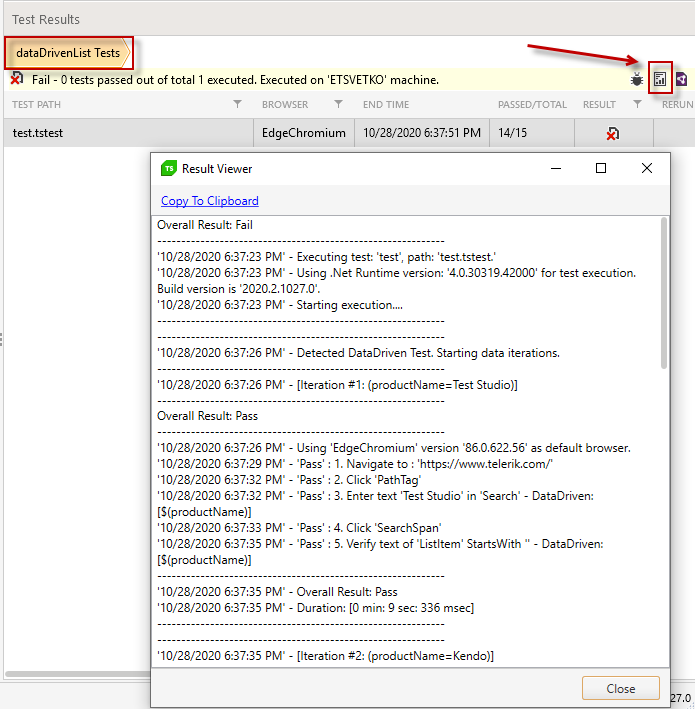 Test Results
dataDrivenList Tests
Fail - 0 tests passed out of total 1 executed. Executed on 'ETSVETKO' machine.
TEST PATH BROWSER END TIME PASSED/TOTAL RESULT RERUN
test.tstest EdgeChromium 10/28/2020 6:37:51 PM 14/15
TS Result Viewer
Copy To Clipboard
Overall Result: Fail
------------------------------------------------------------
'10/28/2020 6:37:23 PM' - Executing test: 'test', path: 'test.tstest.'
'10/28/2020 6:37:23 PM' - Using .Net Runtime version: '4.0.30319.42000' for test execution.
Build version is '2020.2.1027.0'.
'10/28/2020 6:37:23 PM' - Starting execution....
------------------------------------------------------------
------------------------------------------------------------
'10/28/2020 6:37:26 PM' - Detected DataDriven Test. Starting data iterations.
------------------------------------------------------------
'10/28/2020 6:37:26 PM' - [Iteration #1: (productName=Test Studio)]
------------------------------------------------------------
Overall Result: Pass
------------------------------------------------------------
'10/28/2020 6:37:26 PM' - Using 'EdgeChromium' version '86.0.622.56' as default browser.
'10/28/2020 6:37:29 PM' - 'Pass' : 1. Navigate to : 'https://www.telerik.com/'
'10/28/2020 6:37:32 PM' - 'Pass' : 2. Click 'PathTag'
'10/28/2020 6:37:32 PM' - 'Pass' : 3. Enter text 'Test Studio' in 'Search' - DataDriven:
[$(productName)]
'10/28/2020 6:37:33 PM' - 'Pass' : 4. Click 'SearchSpan'
'10/28/2020 6:37:35 PM' - 'Pass' : 5. Verify text of 'ListItem' StartsWith '' - DataDriven:
[$(productName)]
------------------------------------------------------------
'10/28/2020 6:37:35 PM' - Overall Result: Pass
'10/28/2020 6:37:35 PM' - Duration: [0 min: 9 sec: 336 msec]
------------------------------------------------------------
------------------------------------------------------------
'10/28/2020 6:37:35 PM' - [Iteration #2: (productName=Kendo)]
Close
27.0